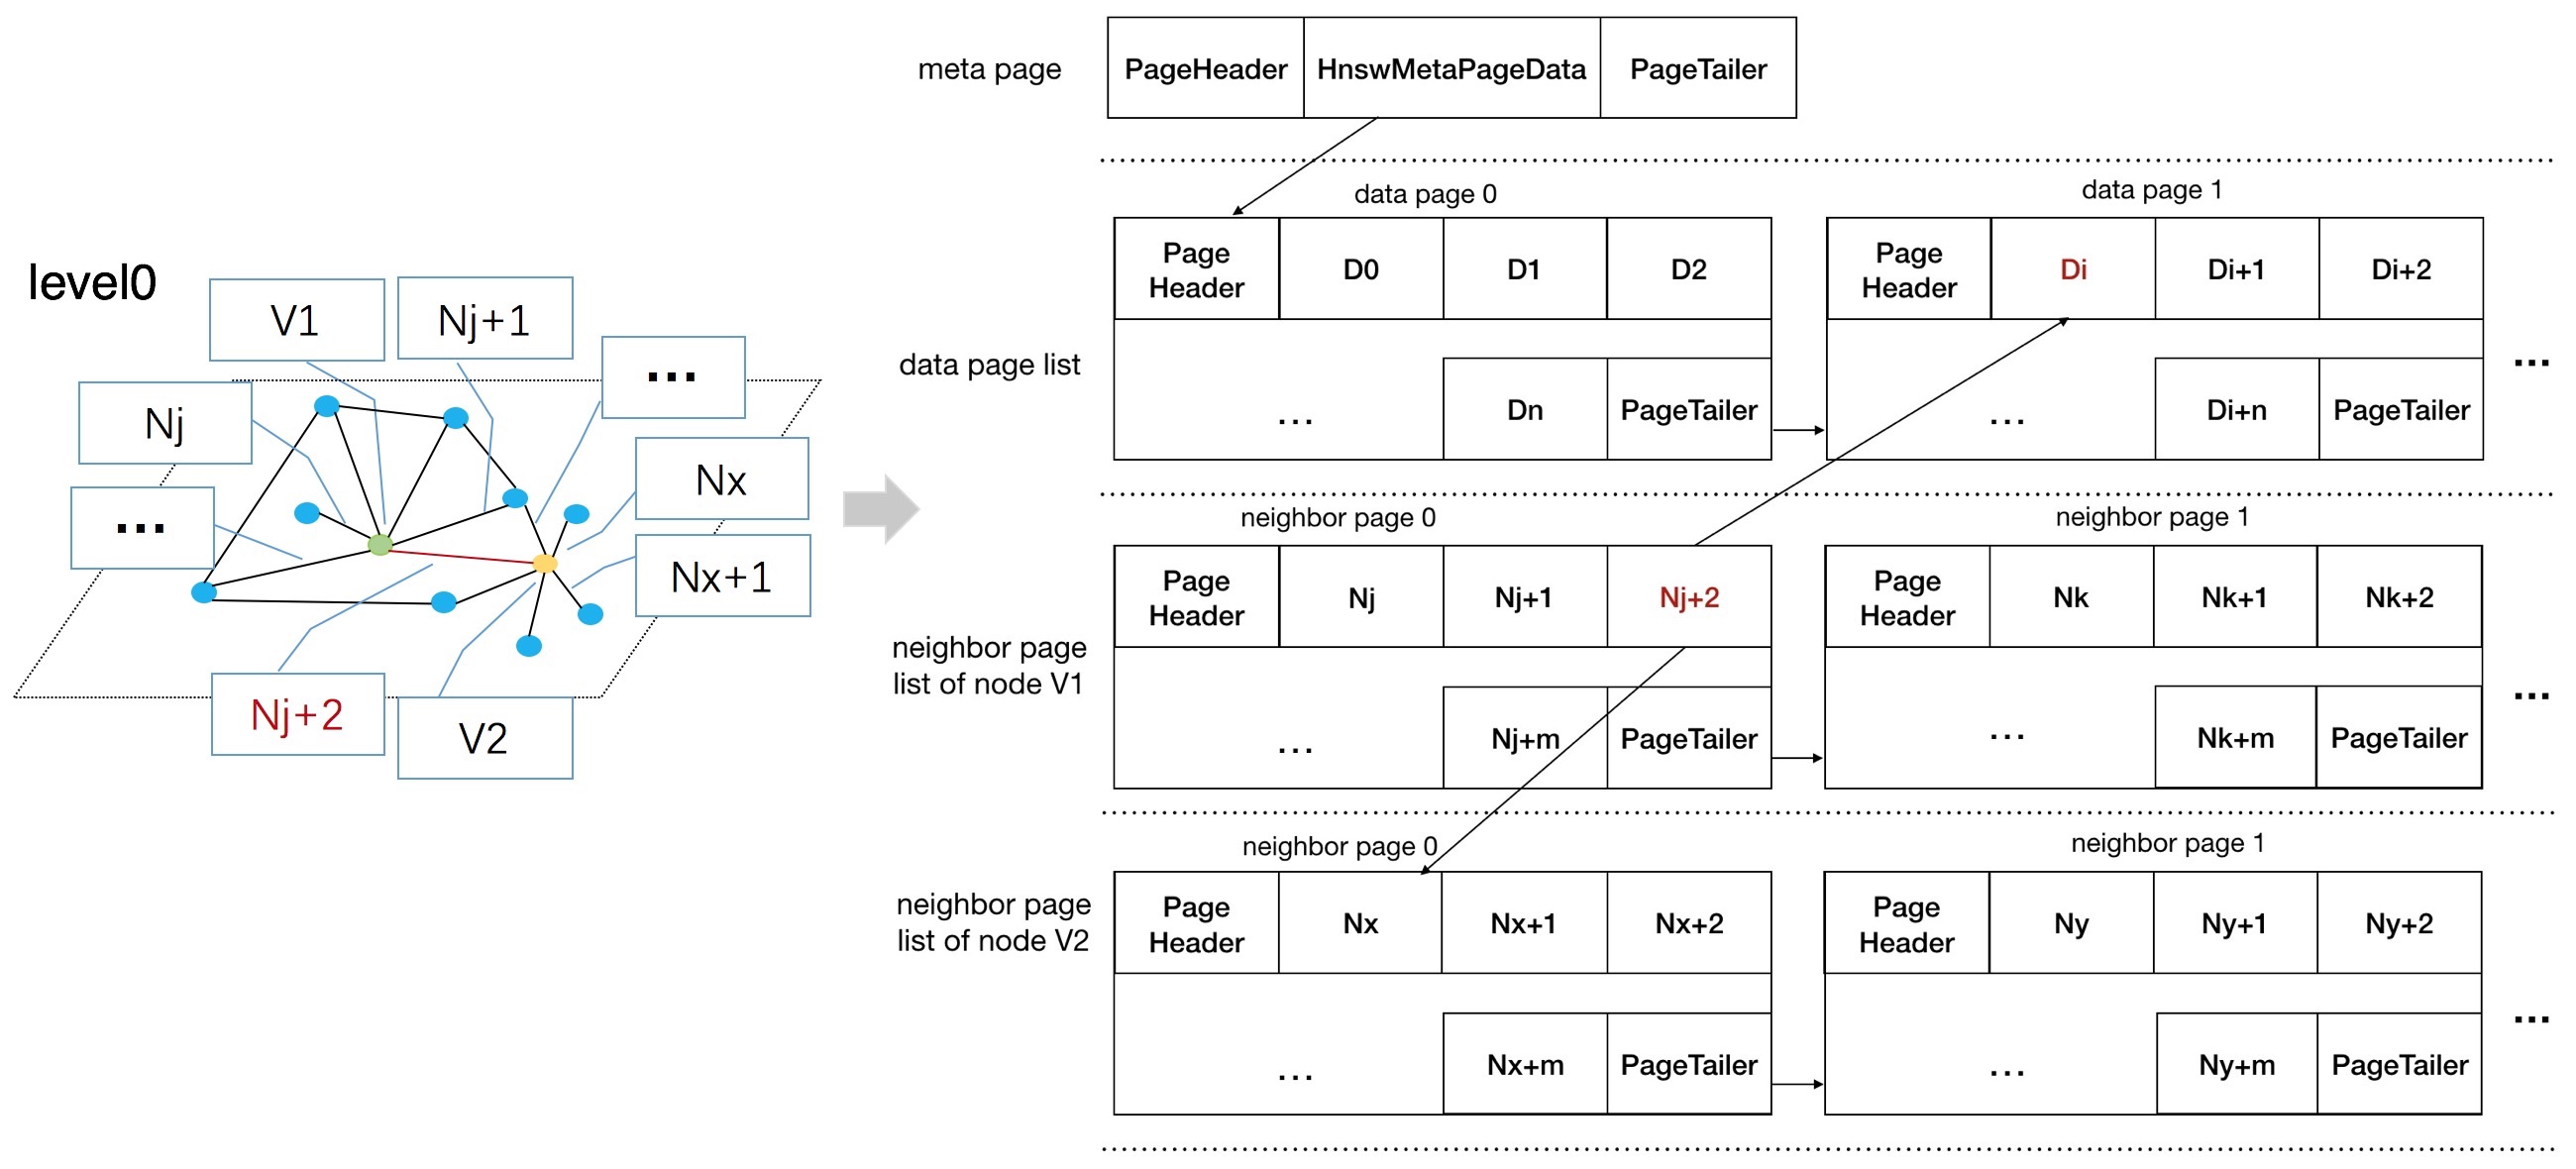 level0
V1
Nj+1
...
Nj
Nx
...
Nx+1
Nj+2
V2
meta page
PageHeader
HnswMetaPageData
PageTailer
data page list
data page 0
Page
Header
D0
D1
D2
...
Dn
PageTailer
data page 1
Page
Header
Di
Di+1
Di+2
...
Di+n
PageTailer
...
neighbor page
list of node V1
neighbor page 0
Page
Header
Nj
Nj+1
Nj+2
...
Nj+m
PageTailer
neighbor page 1
Page
Header
Nk
Nk+1
Nk+2
...
Nk+m
PageTailer
...
neighbor page
list of node V2
neighbor page 0
Page
Header
Nx
Nx+1
Nx+2
...
Nx+m
PageTailer
neighbor page 1
Page
Header
Ny
Ny+1
Ny+2
...
Ny+m
PageTailer
...